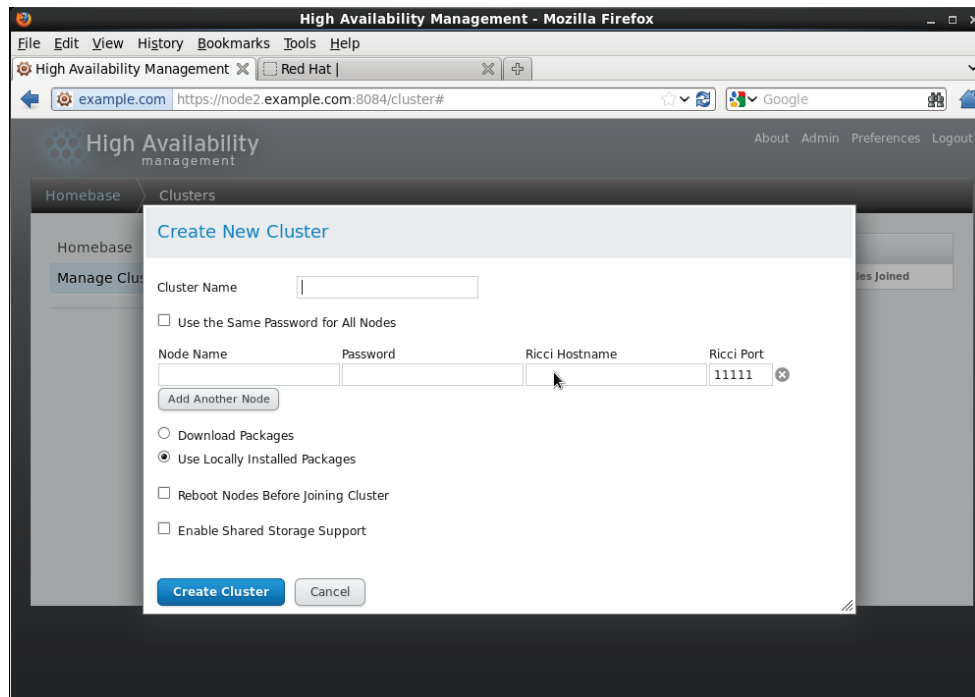 High Availability Management - Mozilla Firefox
File Edit View History Bookmarks Tools Help
High Availability Management Red Hat |
example.com https://node2.example.com:8084/cluster# Google
High Availability
management
About Admin Preferences Logout
Homebase Clusters
Homebase
Manage Clus
des Joined
Create New Cluster
Cluster Name
Use the Same Password for All Nodes
Node Name Password Ricci Hostname Ricci Port
11111
Add Another Node
Download Packages
Use Locally Installed Packages
Reboot Nodes Before Joining Cluster
Enable Shared Storage Support
Create Cluster Cancel